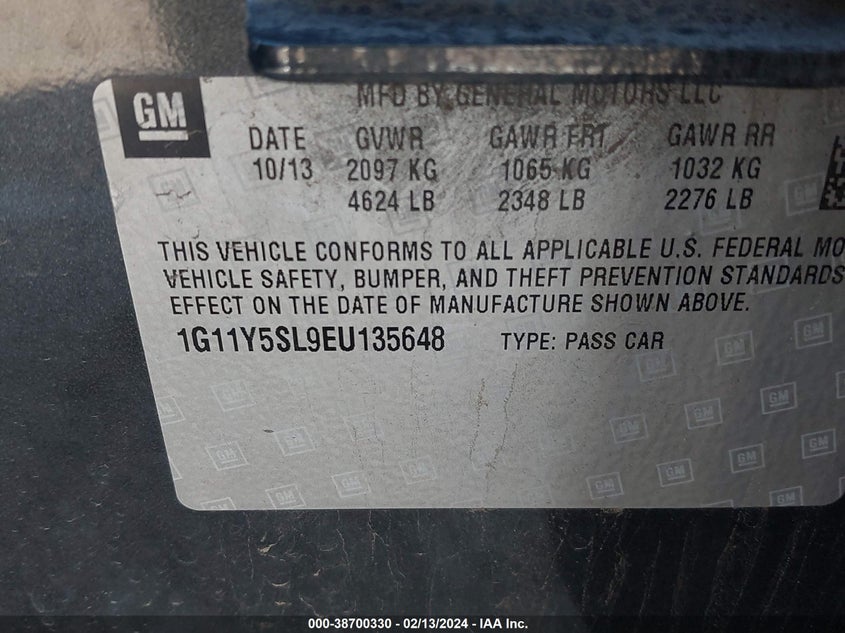 GM
MFD BY GENERAL MOTORS LLC
DATE GVWR GAWR FRT GAWR RR
10/13 2097 KG 1065 KG 1032 KG
4624 LB 2348 LB 2276 LB
THIS VEHICLE CONFORMS TO ALL APPLICABLE U.S. FEDERAL MO
VEHICLE SAFETY, BUMPER, AND THEFT PREVENTION STANDARDS
EFFECT ON THE DATE OF MANUFACTURE SHOWN ABOVE.
1G11Y5SL9EU135648 TYPE: PASS CAR
000-38700330 - 02/13/2024 - IAA Inc.